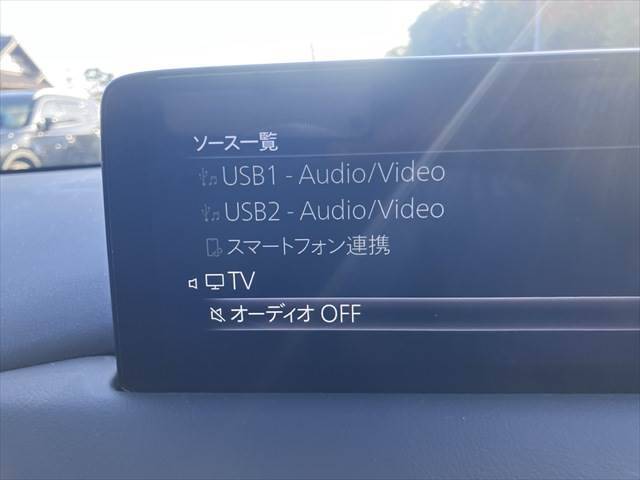 ソース一覧
USB1 - Audio/Video
USB2 - Audio/Video
スマートフォン連携
TV
オーディオ OFF